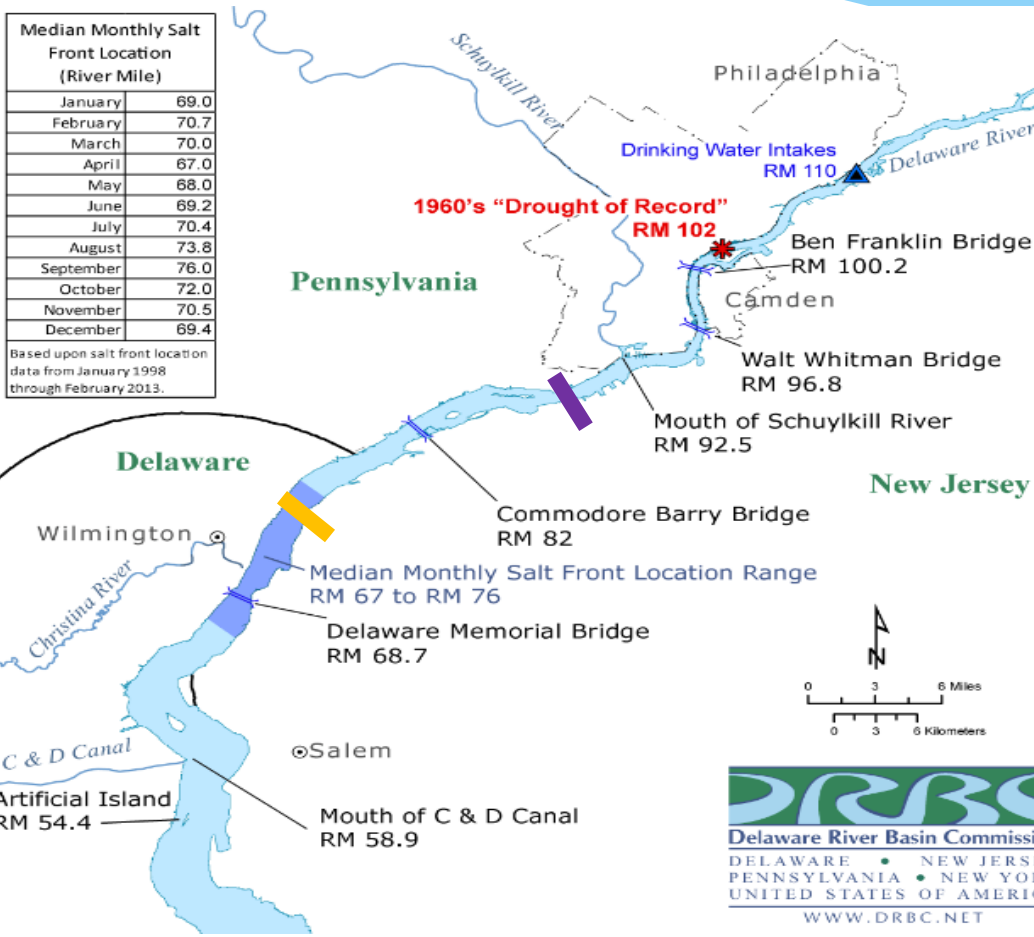 Median Monthly Salt
Front Location
(River Mile)
January 69.0
February 70.7
March 70.0
April 67.0
May 68.0
June 69.2
July 70.4
August 73.8
September 76.0
October 72.0
November 70.5
December 69.4
Based upon salt front location
data from January 1998
through February 2013.
Schuylkill River
Philadelphia
Drinking Water Intakes
RM 110
Delaware River
1960's “Drought of Record”
RM 102
Ben Franklin Bridge
RM 100.2
Pennsylvania
Camden
Walt Whitman Bridge
RM 96.8
Mouth of Schuylkill River
RM 92.5
Delaware
New Jersey
Commodore Barry Bridge
RM 82
Wilmington
Median Monthly Salt Front Location Range
RM 67 to RM 76
Christina River
Delaware Memorial Bridge
RM 68.7
N
0 3 6 Miles
0 3 6 Kilometers
C & D Canal
Salem
Artificial Island
RM 54.4
Mouth of C & D Canal
RM 58.9
DRBC
Delaware River Basin Commissi
DELAWARE • NEW JERS
PENNSYLVANIA • NEW YO
UNITED STATES OF AMERI
WWW.DRBC.NET